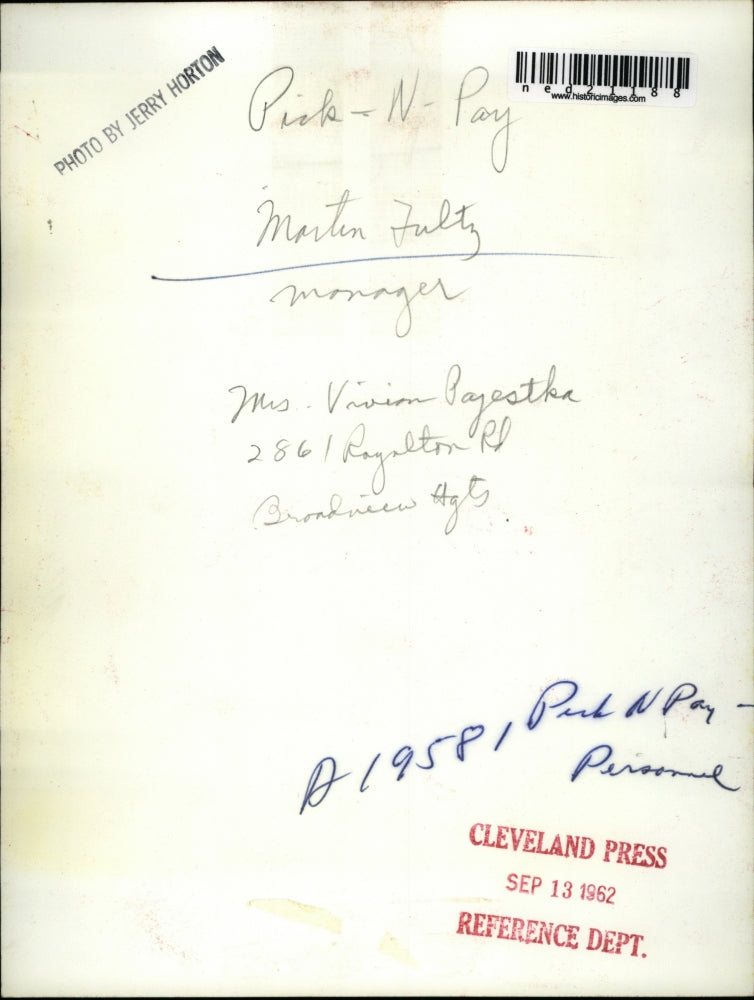 PHOTO BY JERRY HORTON
ned21188
www.historicimages.com
Pick-N-Pay
Martin Fultz
manager
Mrs. Vivian Pajestka
2861 Royalton Rd
Broadview Hgts
A19581, Pick N Pay -
Personnel
CLEVELAND PRESS
SEP 13 1962
REFERENCE DEPT.